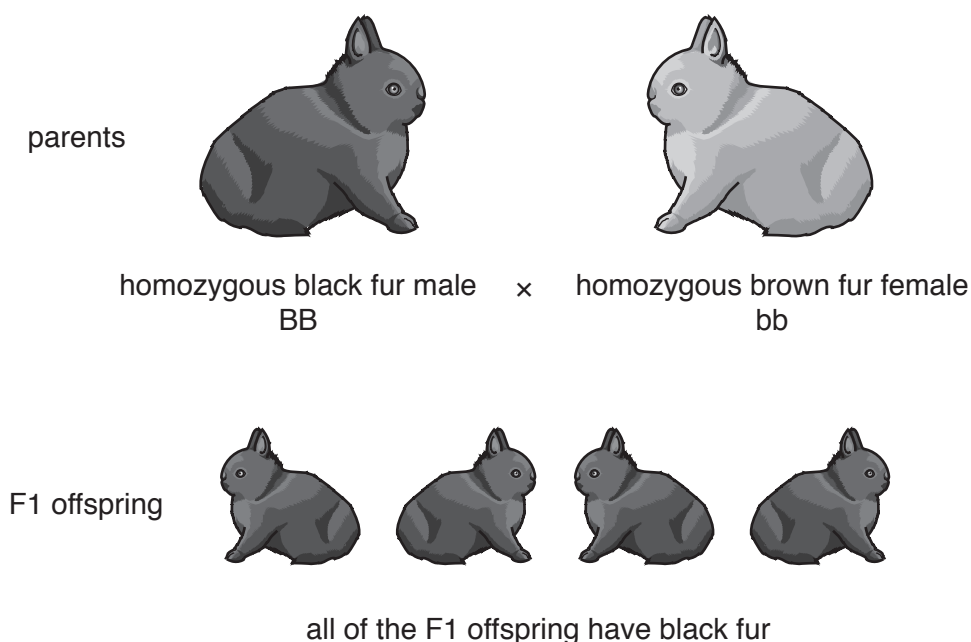 parents
homozygous black fur male × homozygous brown fur female
BB bb
F1 offspring
all of the F1 offspring have black fur